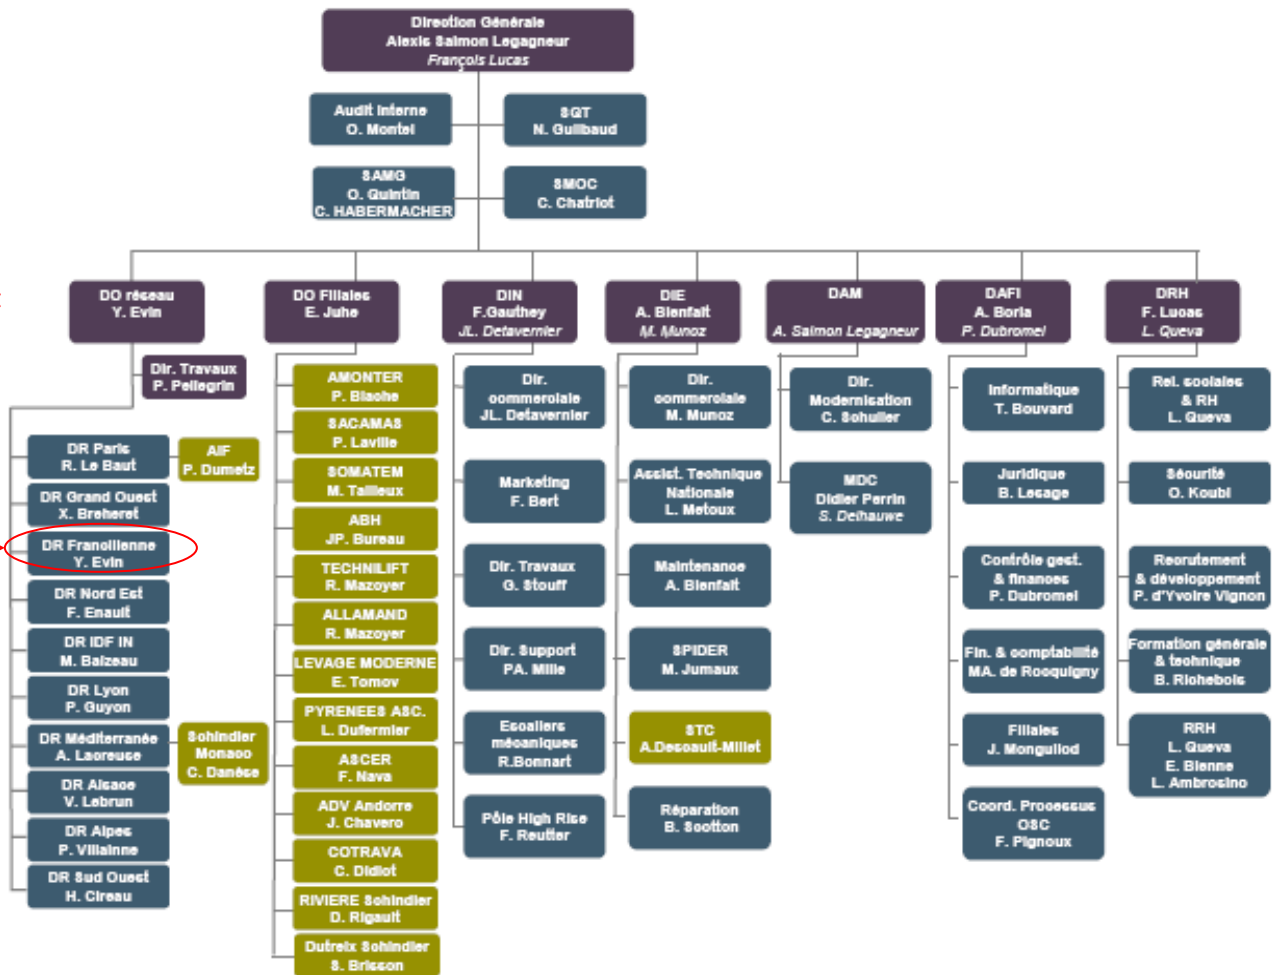 Direction Générale
Alexis Salmon Legagneur
François Lucas
Audit Interne
O. Montel
SQT
N. Guilbaud
SAMG
O. Quintin
C. HABERMACHER
SMOC
C. Chatriot
DO réseau
Y. Evin
DO Filiales
E. Juhe
DIN
F.Gauthey
JL. Detavernier
DIE
A. Bienfait
M. Munoz
DAM
A. Salmon Legagneur
DAFI
A. Boria
P. Dubromel
DRH
F. Lucas
L. Queva
Dir. Travaux
P. Pellegrin
DR Paris
R. Le Baut
AIF
P. Dumetz
DR Grand Ouest
X. Breheret
DR Francilienne
Y. Evin
DR Nord Est
F. Enault
DR IDF IN
M. Balzeau
DR Lyon
P. Guyon
DR Méditerranée
A. Lacreuse
Schindler
Monaco
C. Danèse
DR Alsace
V. Lebrun
DR Alpes
P. Villainne
DR Sud Ouest
H. Cireau
AMONTER
P. Blache
SACAMAS
P. Laville
SOMATEM
M. Tailleux
ABH
JP. Bureau
TECHNILIFT
R. Mazoyer
ALLAMAND
R. Mazoyer
LEVAGE MODERNE
E. Tomov
PYRENEES ASC.
L. Dufermier
ASCER
F. Nava
ADV Andorre
J. Chavero
COTRAVA
C. Didiot
RIVIERE Schindler
D. Rigault
Dutreix Schindler
S. Brisson
Dir.
commerciale
JL. Detavernier
Marketing
F. Bert
Dir. Travaux
G. Stouff
Dir. Support
PA. Mille
Escaliers
mécaniques
R.Bonnart
Pôle High Rise
F. Reutter
Dir.
commerciale
M. Munoz
Assist. Technique
Nationale
L. Metoux
Maintenance
A. Bienfait
SPIDER
M. Jumaux
STC
A.Descault-Millet
Réparation
B. Scotton
Dir.
Modernisation
C. Schuller
MDC
Didier Perrin
S. Delhauwe
Informatique
T. Bouvard
Juridique
B. Lesage
Contrôle gest.
& finances
P. Dubromel
Fin. & comptabilité
MA. de Rocquigny
Filiales
J. Monguilod
Coord. Processus
OSC
F. Pignoux
Rel. sociales
& RH
L. Queva
Sécurité
O. Koubi
Recrutement
& développement
P. d'Yvoire Vignon
Formation générale
& technique
B. Richebois
RRH
L. Queva
E. Bienne
L. Ambrosino